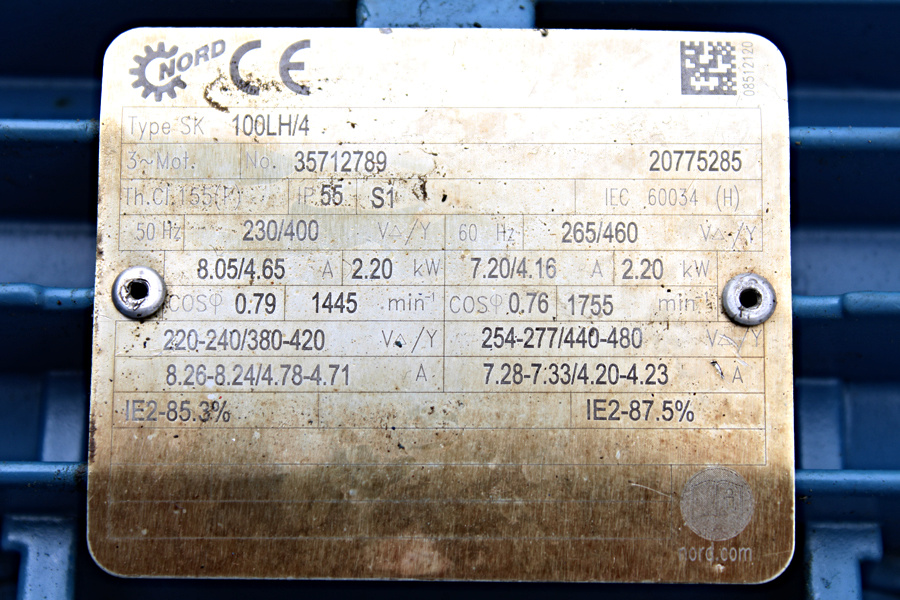 NORD CE
08512120
Type SK 100LH/4
3~Mot. No. 35712789 20775285
Th.Cl.155(F) IP 55 S1 IEC 60034 (H)
50 Hz 230/400 V△/Y 60 Hz 265/460 V△/Y
8.05/4.65 A 2.20 kW 7.20/4.16 A 2.20 kW
cosφ 0.79 1445 min⁻¹ cosφ 0.76 1755 min⁻¹
220-240/380-420 V△/Y 254-277/440-480 V△/Y
8.26-8.24/4.78-4.71 A 7.28-7.33/4.20-4.23 A
IE2-85.3% IE2-87.5%
nord.com